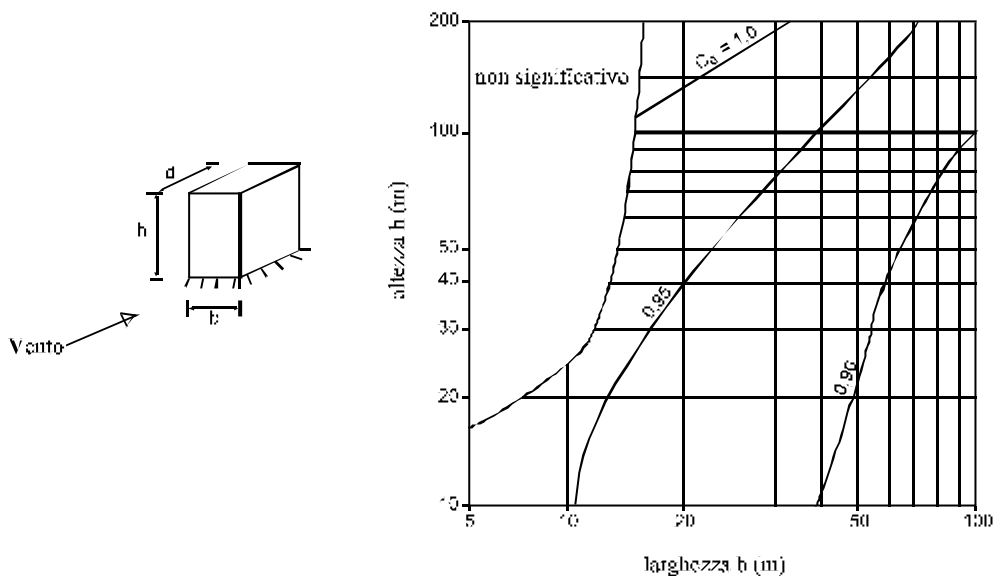 d
h
b
Vento
altezza h (m)
200
100
50
40
30
20
10
non significativo
Cd = 1,0
0,95
0,90
5
10
20
50
100
larghezza b (m)